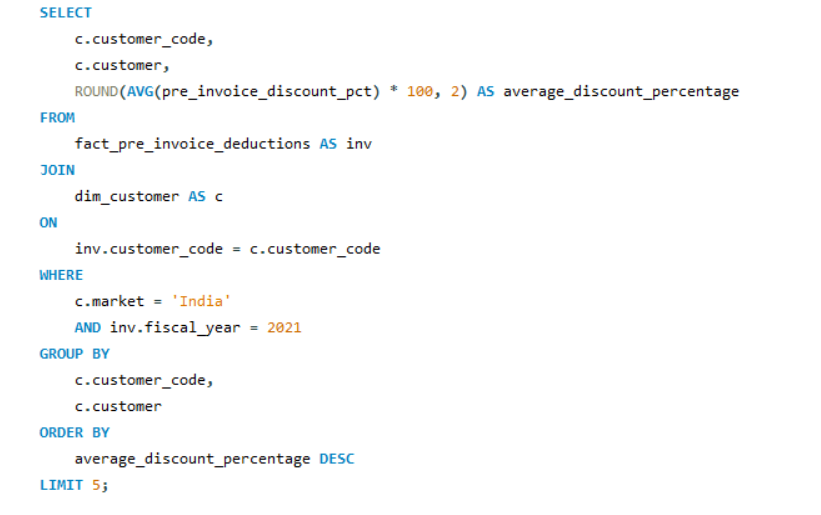 SELECT
c.customer_code,
c.customer,
ROUND(AVG(pre_invoice_discount_pct) * 100, 2) AS average_discount_percentage
FROM
fact_pre_invoice_deductions AS inv
JOIN
dim_customer AS c
ON
inv.customer_code = c.customer_code
WHERE
c.market = 'India'
AND inv.fiscal_year = 2021
GROUP BY
c.customer_code,
c.customer
ORDER BY
average_discount_percentage DESC
LIMIT 5;